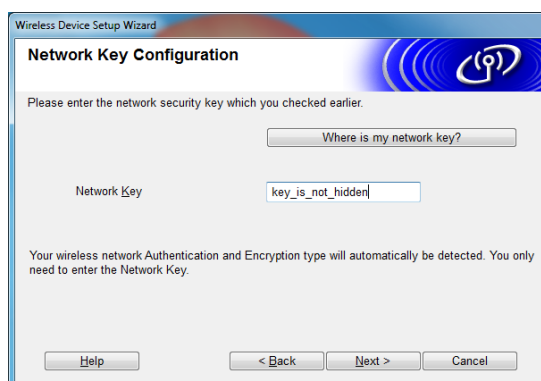 Wireless Device Setup Wizard
Network Key Configuration
Please enter the network security key which you checked earlier.
Where is my network key?
Network Key
key_is_not_hidden
Your wireless network Authentication and Encryption type will automatically be detected. You only
need to enter the Network Key.
Help
< Back
Next >
Cancel